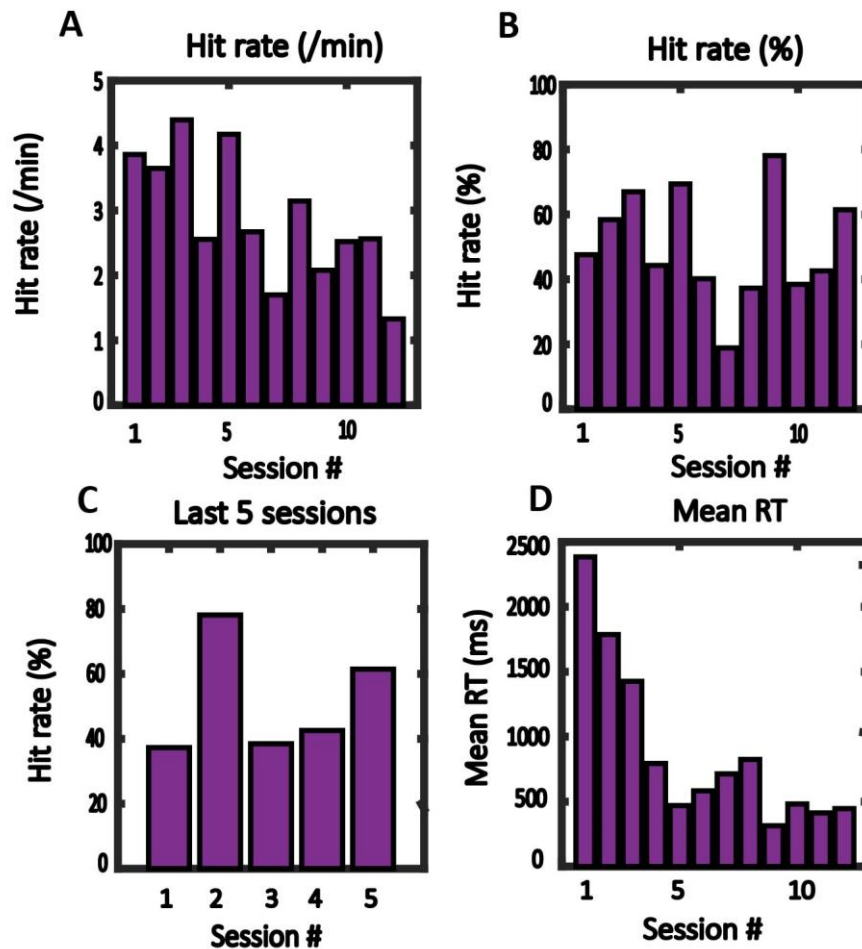 A
Hit rate (/min)
Hit rate (/min)
5
4
3
2
1
0
1 5 10
Session #
B
Hit rate (%)
Hit rate (%)
100
80
60
40
20
0
1 5 10
Session #
C
Last 5 sessions
Hit rate (%)
100
80
60
40
20
0
1 2 3 4 5
Session #
D
Mean RT
Mean RT (ms)
2500
2000
1500
1000
500
0
1 5 10
Session #